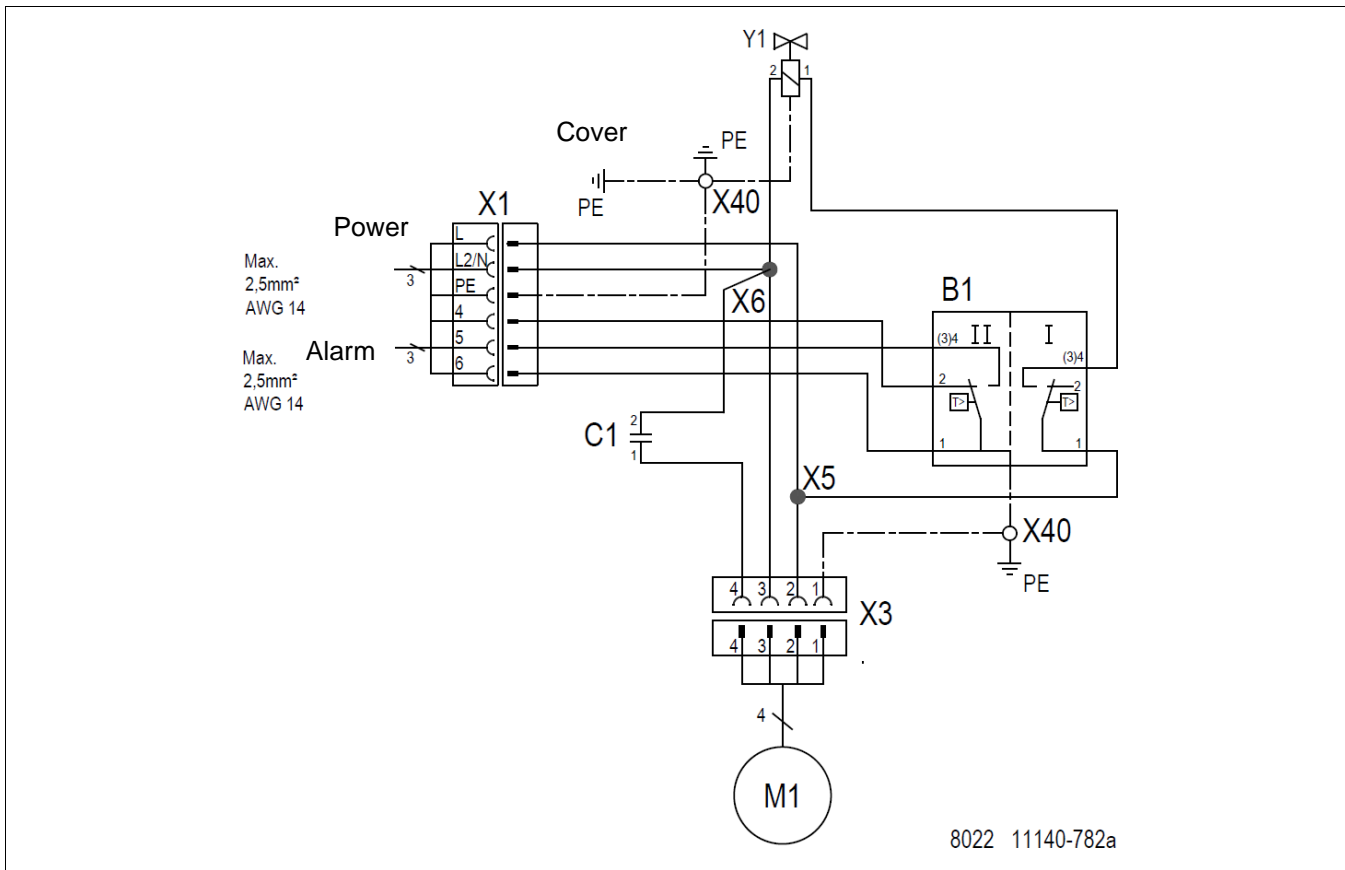 Y1
2 1
Cover
PE
PE
X40
X1
Power
L
Max.
2,5mm²
AWG 14
3
L2/N
PE
X6
B1
4
(3)4 II I
5
(3)4
Alarm
3
Max.
2,5mm²
AWG 14
6
2
2
T>
T>
C1
2
1
1
1
X5
X40
PE
4 3 2 1
X3
4 3 2 1
4
M1
8022 11140-782a